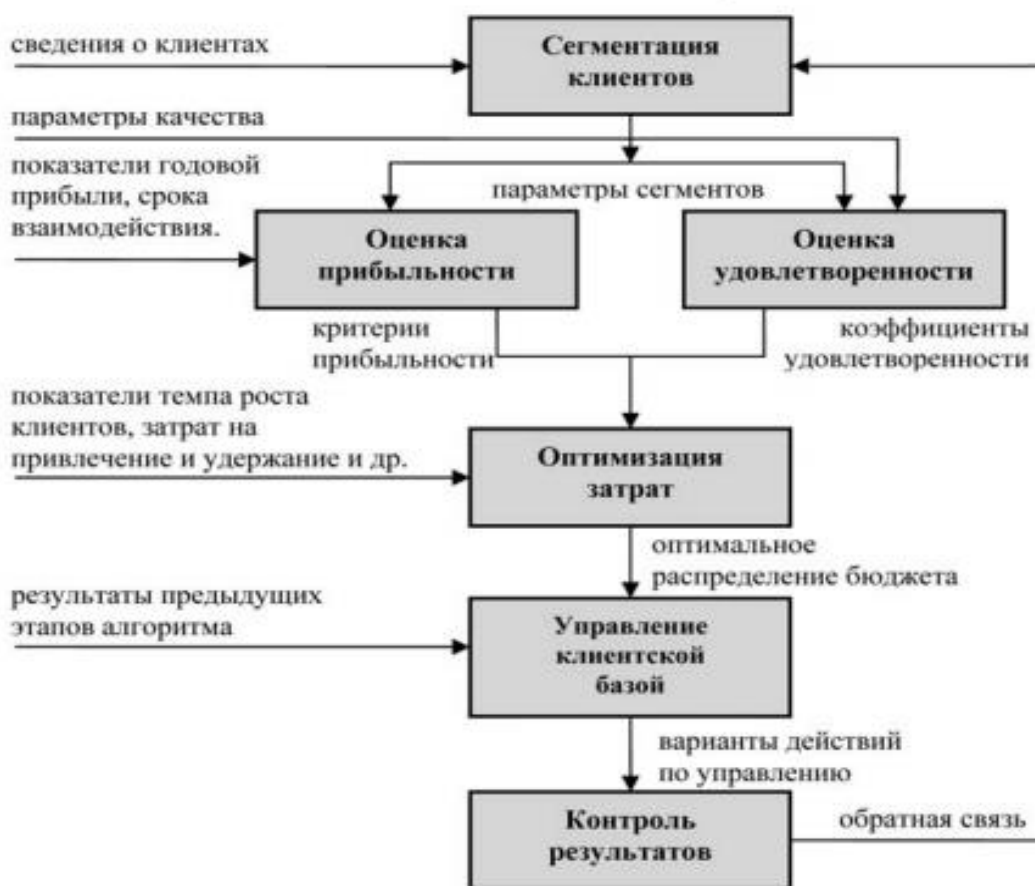 сведения о клиентах
Сегментация
клиентов
параметры качества
показатели годовой
прибыли, срока
взаимодействия.
параметры сегментов
Оценка
прибыльности
Оценка
удовлетворенности
критерии
прибыльности
коэффициенты
удовлетворенности
показатели темпа роста
клиентов, затрат на
привлечение и удержание и др.
Оптимизация
затрат
оптимальное
распределение бюджета
результаты предыдущих
этапов алгоритма
Управление
клиентской
базой
варианты действий
по управлению
Контроль
результатов
обратная связь